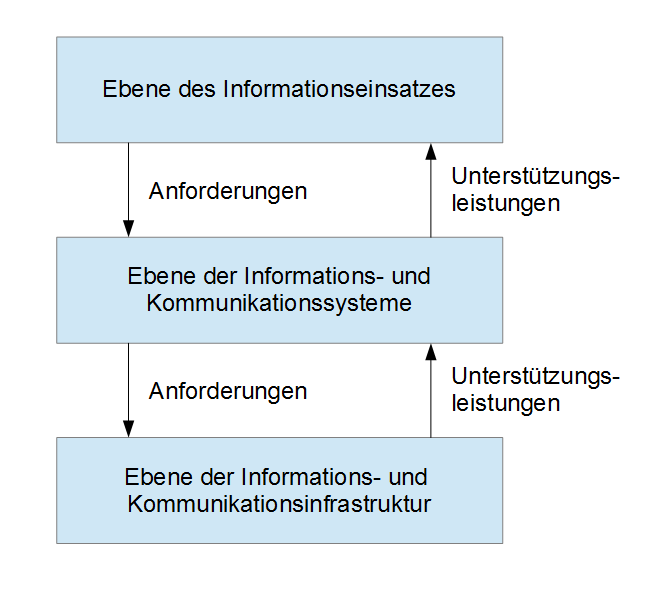 Ebene des Informationseinsatzes
Anforderungen
Unterstützungs-
leistungen
Ebene der Informations- und
Kommunikationssysteme
Anforderungen
Unterstützungs-
leistungen
Ebene der Informations- und
Kommunikationsinfrastruktur